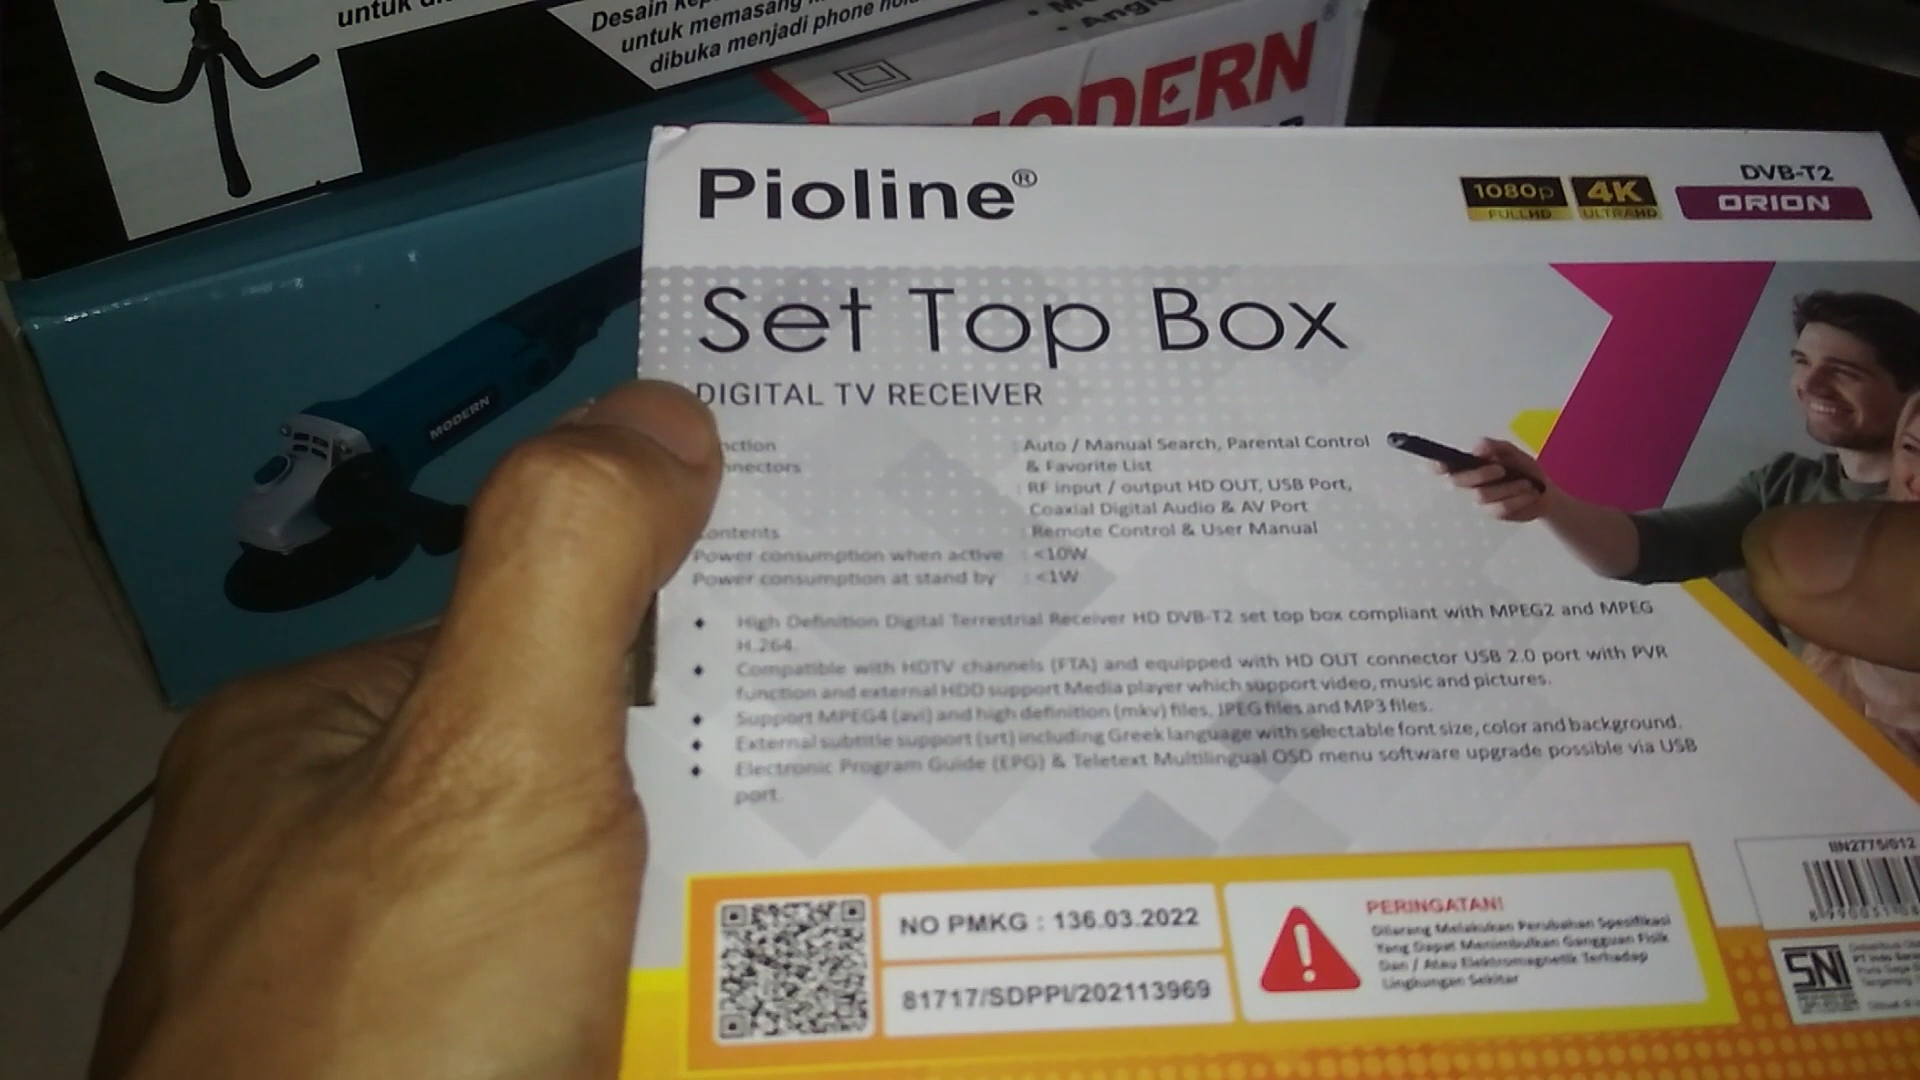 untuk
Desain
untuk memasang
dibuka menjadi phone
MODERN
MODERN
Pioline®
1080p
FULL HD
4K
ULTRA HD
DVB-T2
ORION
Set Top Box
DIGITAL TV RECEIVER
nction : Auto / Manual Search, Parental Control
& Favorite List
nnectors : RF input / output HD OUT, USB Port,
Coaxial Digital Audio & AV Port
ontents : Remote Control & User Manual
Power consumption when active : <10W
Power consumption at stand by : <1W
High Definition Digital Terrestrial Receiver HD DVB-T2 set top box compliant with MPEG2 and MPEG
H.264.
Compatible with HDTV channels (FTA) and equipped with HD OUT connector USB 2.0 port with PVR
function and external HDD support Media player which support video, music and pictures.
Support MPEG4 (avi) and high definition (mkv) files, JPEG files and MP3 files.
External subtitle support (srt) including Greek language with selectable font size, color and background.
Electronic Program Guide (EPG) & Teletext Multilingual OSD menu software upgrade possible via USB
port.
NO PMKG : 136.03.2022
81717/SDPPI/202113969
PERINGATAN!
Dilarang Melakukan Perubahan Spesifikasi
Yang Dapat Menimbulkan Gangguan Fisik
Dan / Atau Elektromagnetik Terhadap
Lingkungan Sekitar
SNI